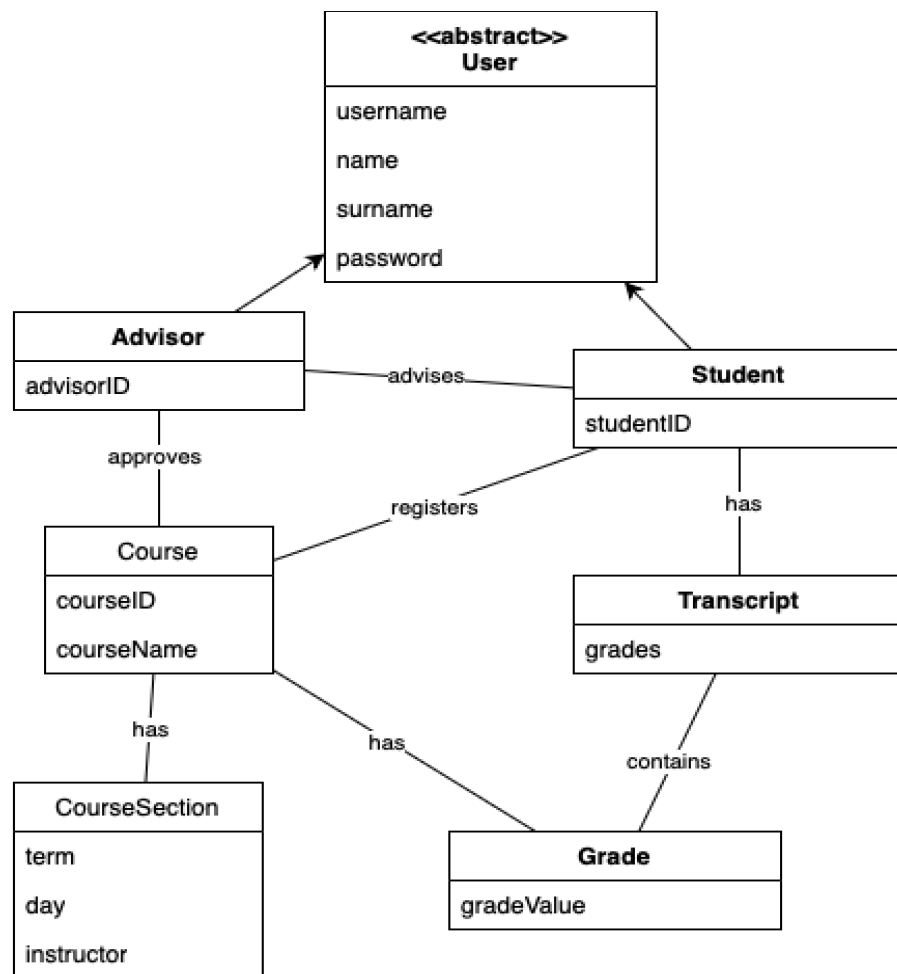 <<abstract>>
User
username
name
surname
password
Advisor
advisorID
advises
Student
studentID
approves
registers
has
Course
courseID
courseName
Transcript
grades
has
has
contains
CourseSection
term
day
instructor
Grade
gradeValue